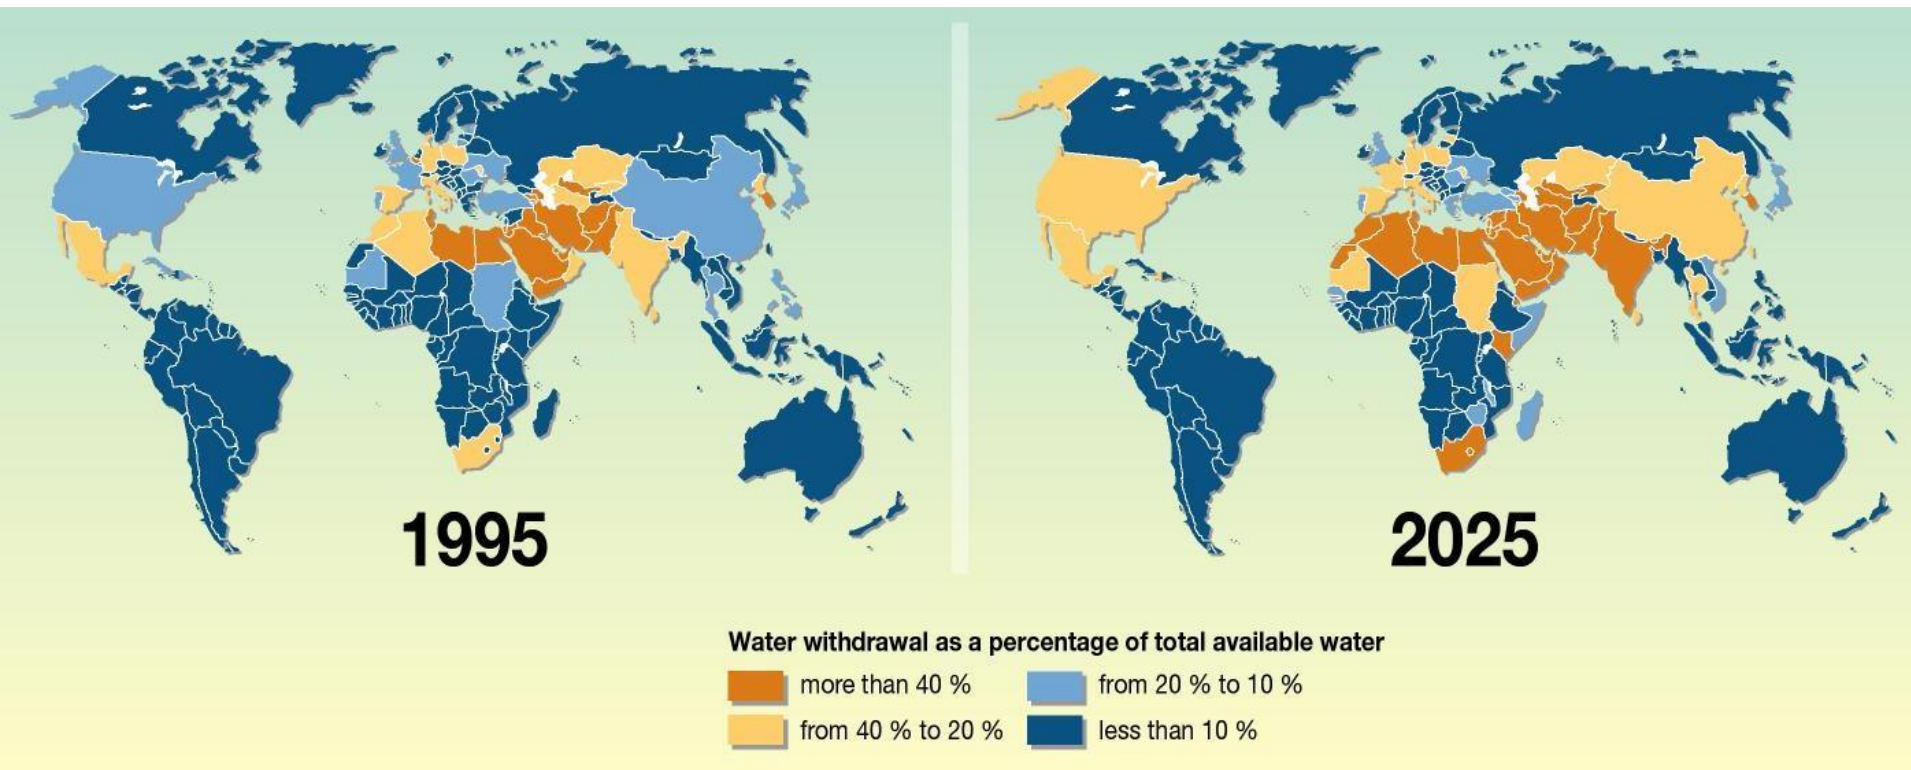 1995
2025
Water withdrawal as a percentage of total available water
more than 40 %
from 20 % to 10 %
from 40 % to 20 %
less than 10 %